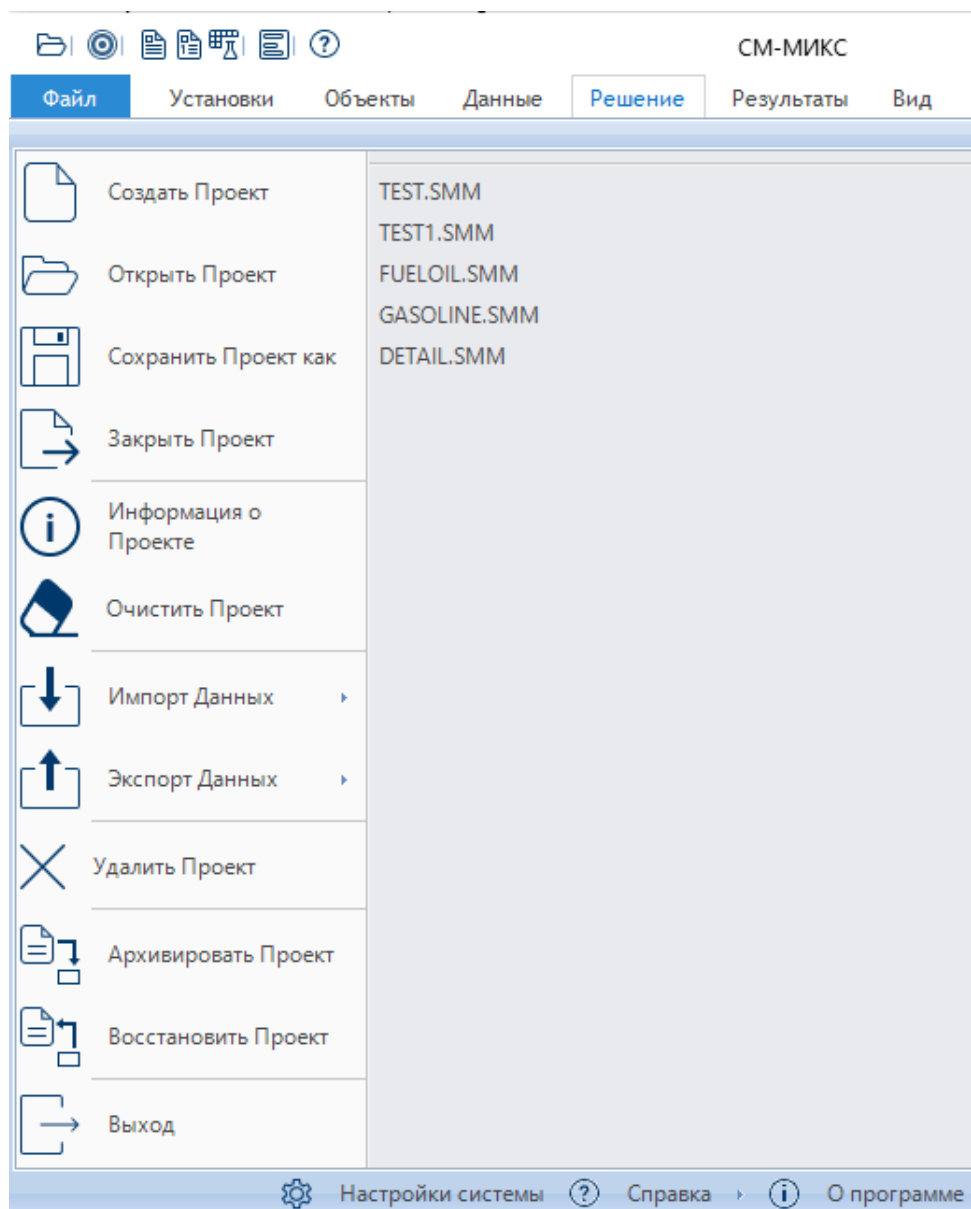 СМ-МИКС
Файл Установки Объекты Данные Решение Результаты Вид
Создать Проект
Открыть Проект
Сохранить Проект как
Закрыть Проект
Информация о
Проекте
Очистить Проект
Импорт Данных
Экспорт Данных
Удалить Проект
Архивировать Проект
Восстановить Проект
Выход
TEST.SMM
TEST1.SMM
FUELOIL.SMM
GASOLINE.SMM
DETAIL.SMM
Настройки системы Справка О программе